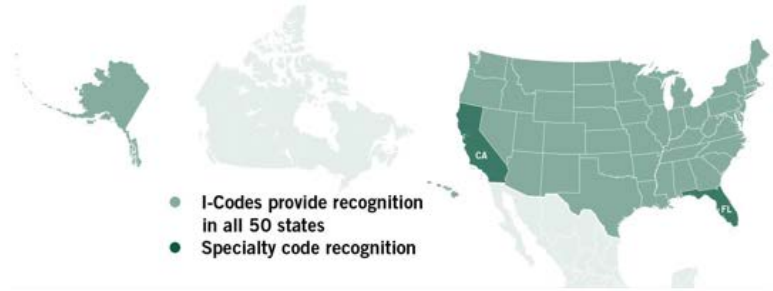 CA
FL
I-Codes provide recognition
in all 50 states
Specialty code recognition